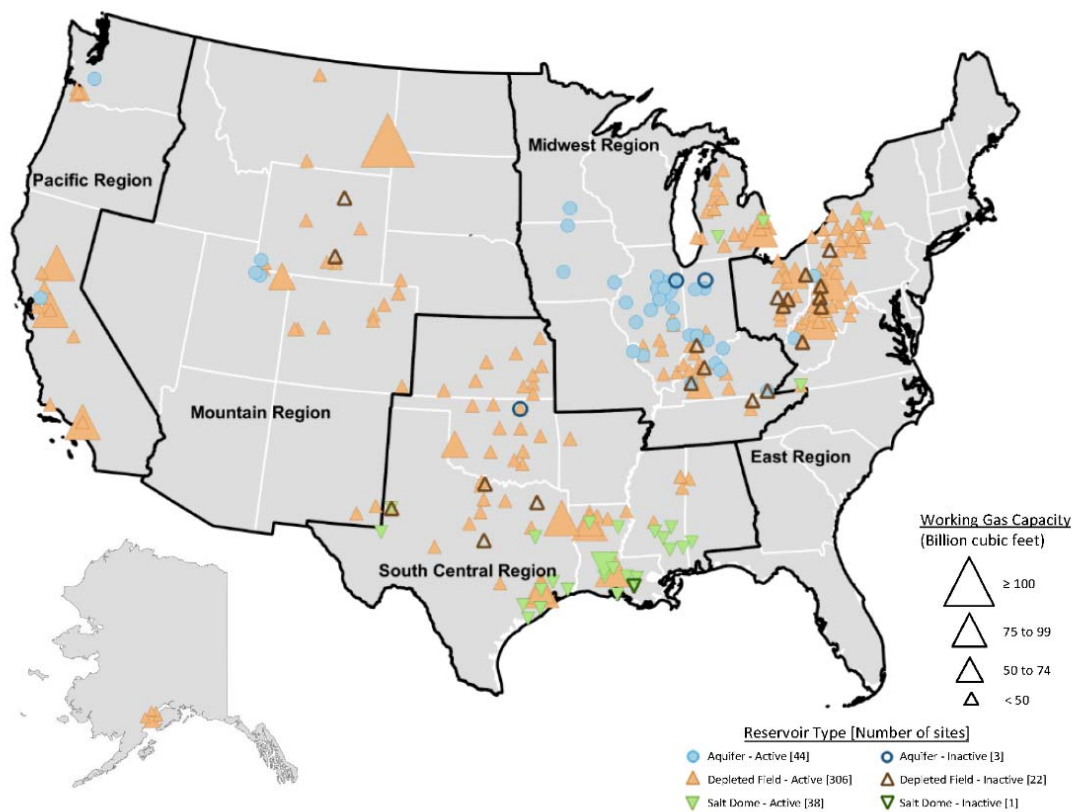 Pacific Region
Midwest Region
Mountain Region
East Region
South Central Region
Working Gas Capacity
(Billion cubic feet)
≥ 100
75 to 99
50 to 74
< 50
Reservoir Type [Number of sites]
Aquifer - Active [44]
Aquifer - Inactive [3]
Depleted Field - Active [306]
Depleted Field - Inactive [22]
Salt Dome - Active [38]
Salt Dome - Inactive [1]